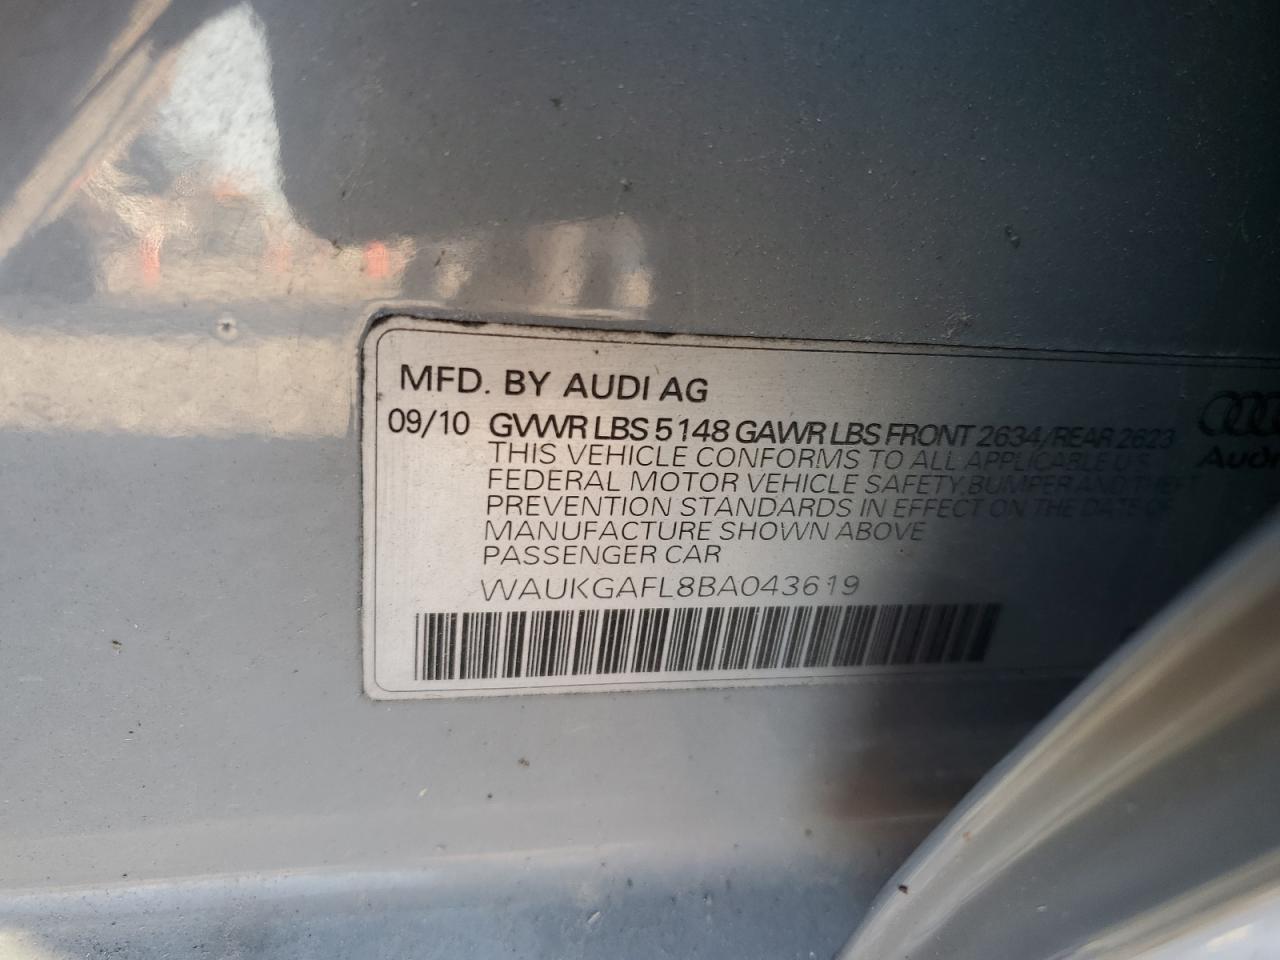 MFD. BY AUDI AG
09/10 GVWR LBS 5148 GAWR LBS FRONT 2634/REAR 2623
THIS VEHICLE CONFORMS TO ALL APPLICABLE U.S.
FEDERAL MOTOR VEHICLE SAFETY, BUMPER AND THEFT
PREVENTION STANDARDS IN EFFECT ON THE DATE OF
MANUFACTURE SHOWN ABOVE
PASSENGER CAR
WAUKGAFL8BA043619
Audi